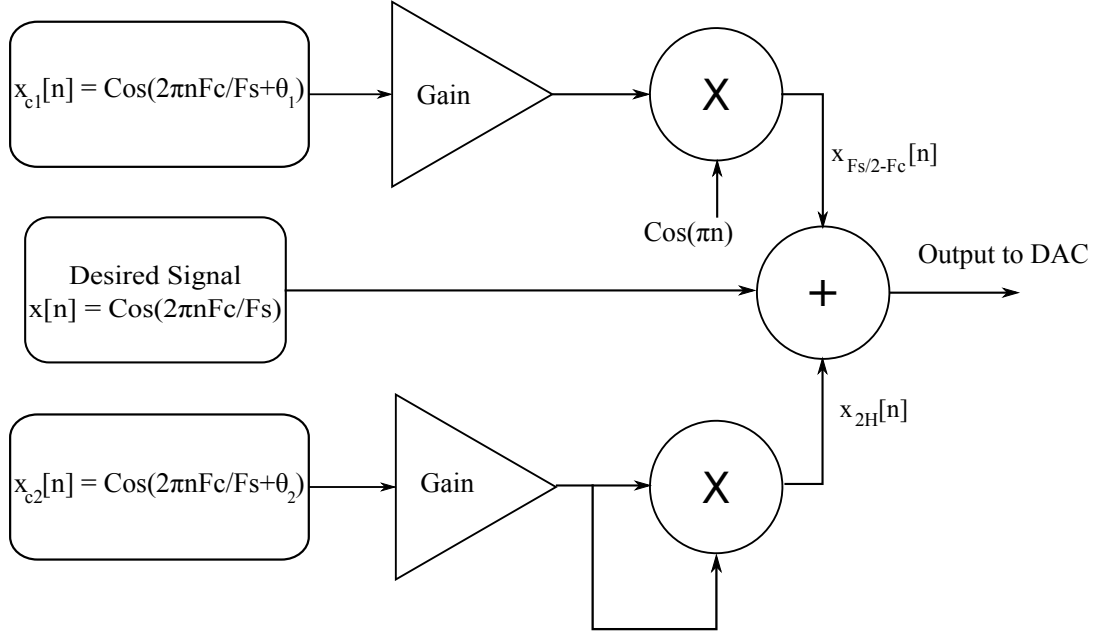 x_c1[n] = Cos(2πnFc/Fs+θ_1)
Gain
X
Cos(πn)
x_Fs/2-Fc[n]
Desired Signal
x[n] = Cos(2πnFc/Fs)
+
Output to DAC
x_c2[n] = Cos(2πnFc/Fs+θ_2)
Gain
X
x_2H[n]